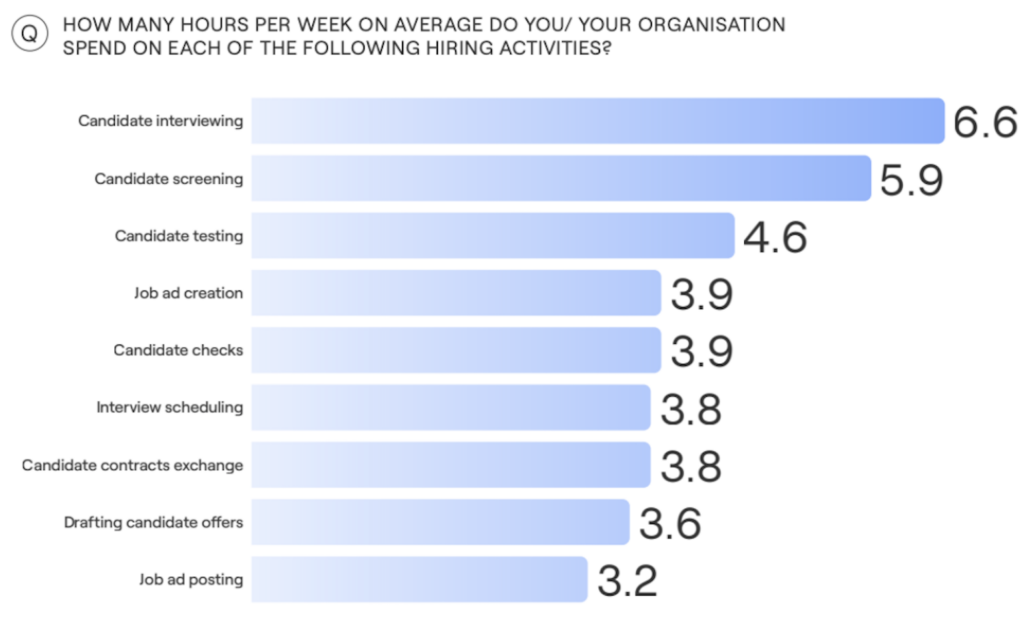 Q
HOW MANY HOURS PER WEEK ON AVERAGE DO YOU/ YOUR ORGANISATION
SPEND ON EACH OF THE FOLLOWING HIRING ACTIVITIES?
Candidate interviewing 6.6
Candidate screening 5.9
Candidate testing 4.6
Job ad creation 3.9
Candidate checks 3.9
Interview scheduling 3.8
Candidate contracts exchange 3.8
Drafting candidate offers 3.6
Job ad posting 3.2